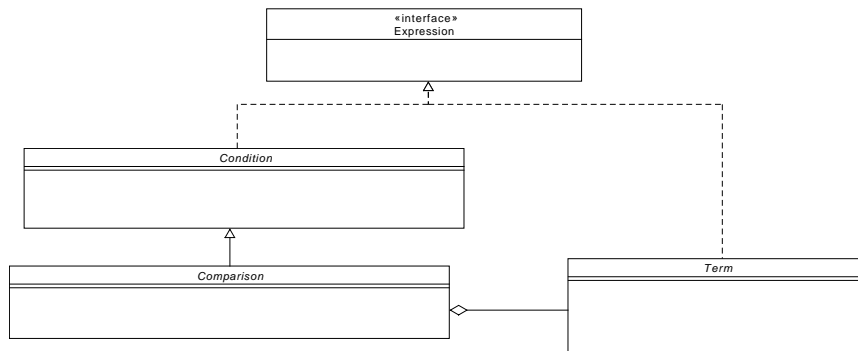 «interface»
Expression
Condition
Comparison
Term